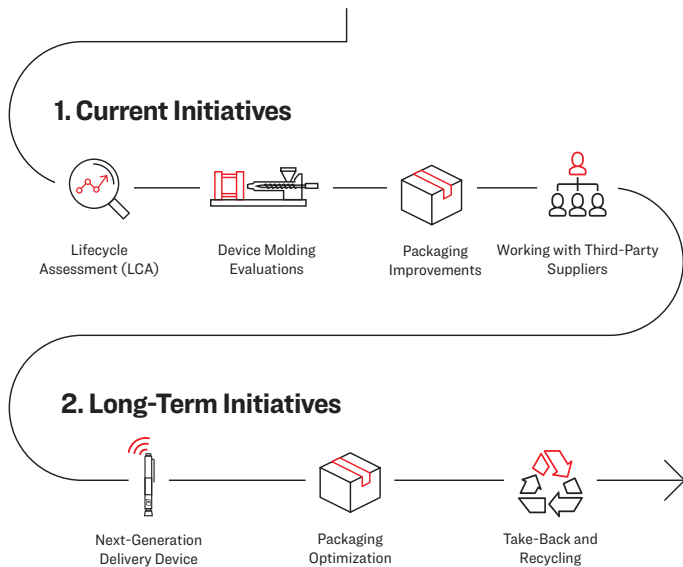 1. Current Initiatives
Lifecycle
Assessment (LCA)
Device Molding
Evaluations
Packaging
Improvements
Working with Third-Party
Suppliers
2. Long-Term Initiatives
Next-Generation
Delivery Device
Packaging
Optimization
Take-Back and
Recycling